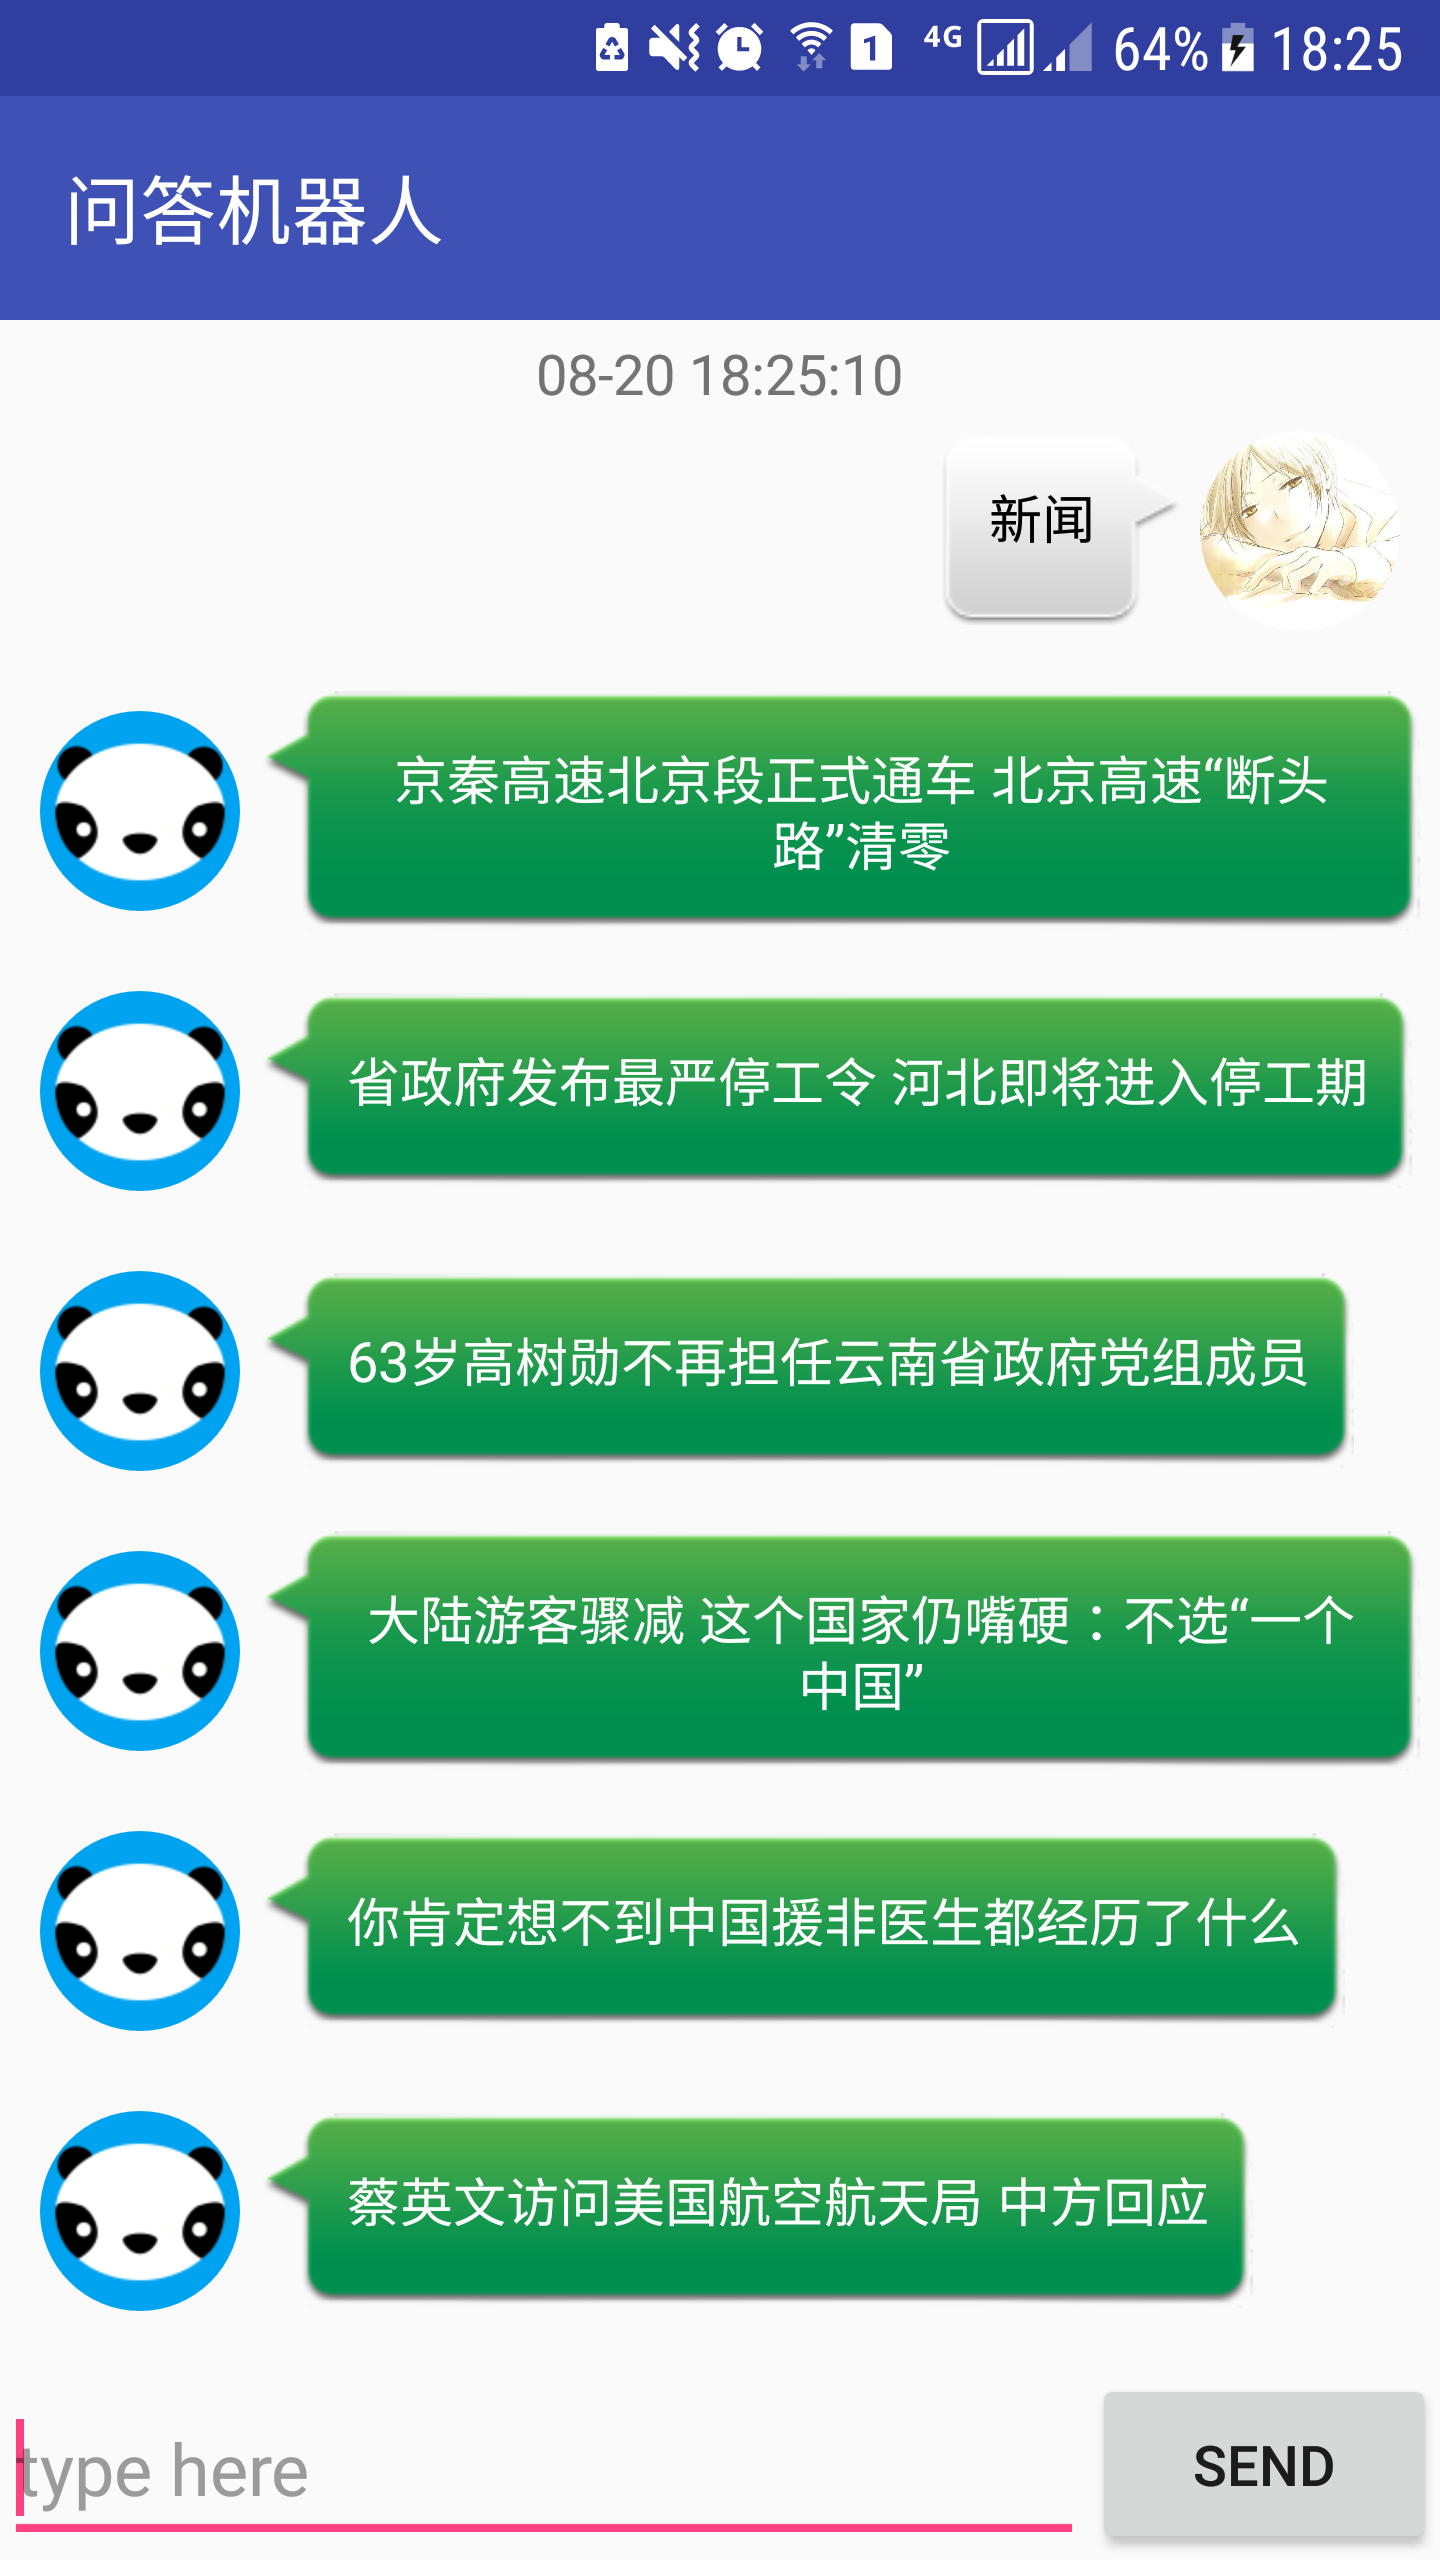 1 4G 64% 18:25
问答机器人
08-20 18:25:10
新闻
京秦高速北京段正式通车 北京高速“断头
路”清零
省政府发布最严停工令 河北即将进入停工期
63岁高树勋不再担任云南省政府党组成员
大陆游客骤减 这个国家仍嘴硬：不选“一个
中国”
你肯定想不到中国援非医生都经历了什么
蔡英文访问美国航空航天局 中方回应
type here
SEND